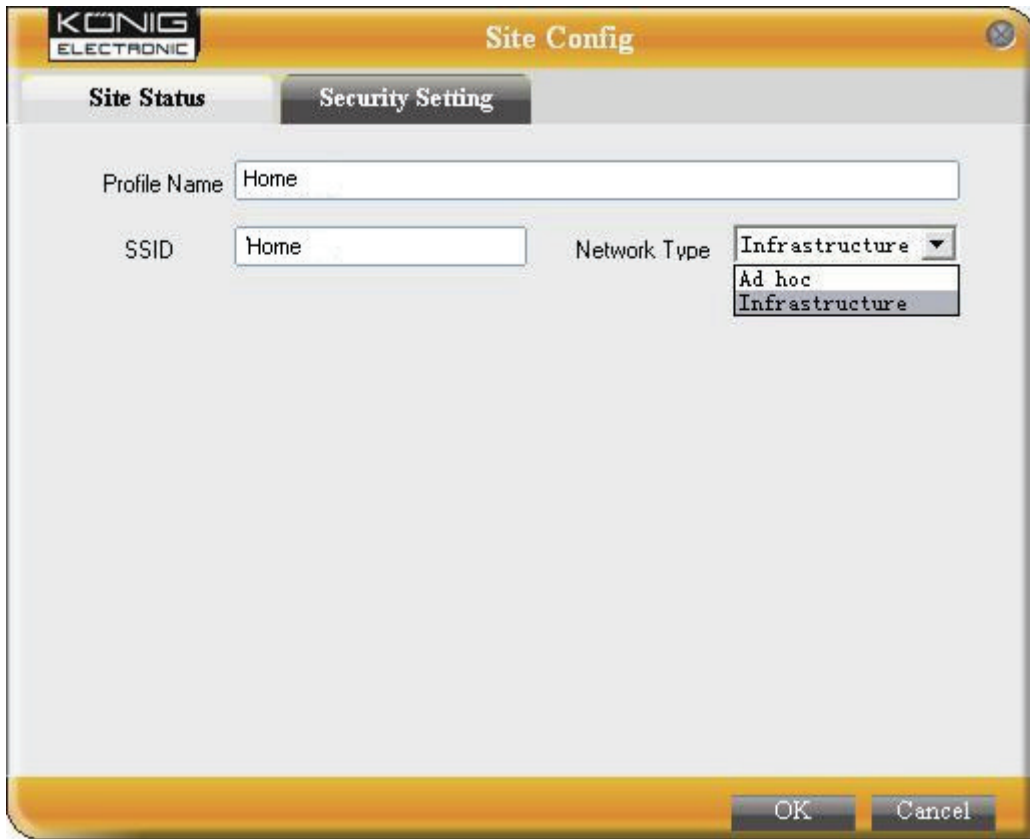 KÖNIG
ELECTRONIC
Site Config
Site Status
Security Setting
Profile Name Home
SSID 'Home Network Type Infrastructure
Ad hoc
Infrastructure
OK Cancel